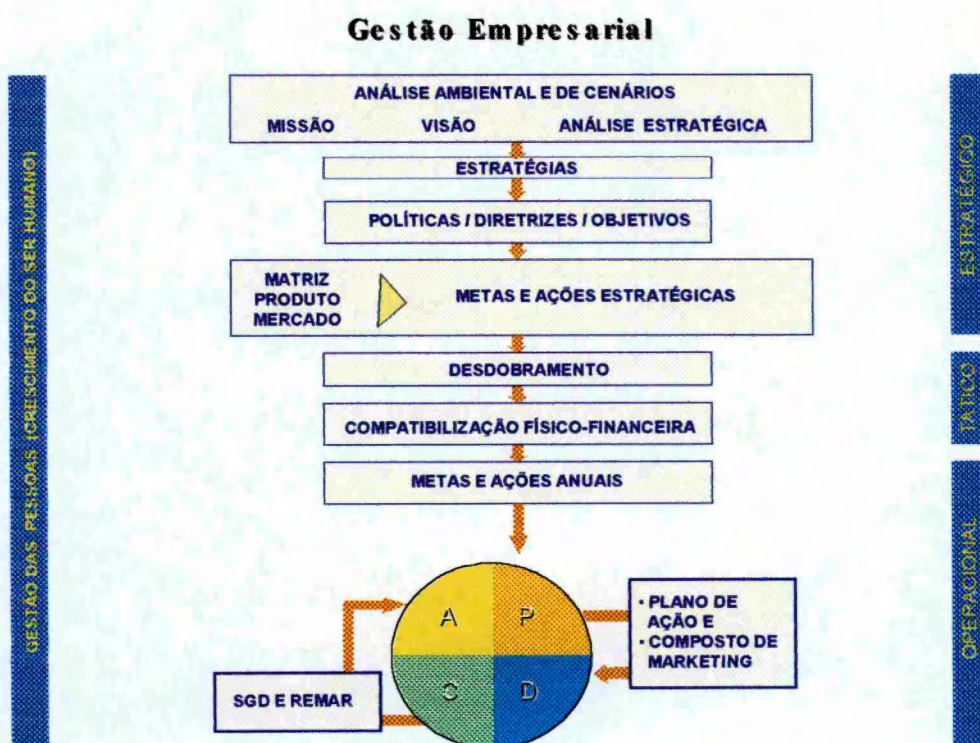 Gestão Empresarial
ANÁLISE AMBIENTAL E DE CENÁRIOS
MISSÃO VISÃO ANÁLISE ESTRATÉGICA
ESTRATÉGIAS
POLÍTICAS / DIRETRIZES / OBJETIVOS
MATRIZ
PRODUTO
MERCADO
METAS E AÇÕES ESTRATÉGICAS
DESDOBRAMENTO
COMPATIBILIZAÇÃO FÍSICO-FINANCEIRA
METAS E AÇÕES ANUAIS
A P
C D
• PLANO DE
AÇÃO E
• COMPOSTO DE
MARKETING
SGD E REMAR
GESTÃO DAS PESSOAS (CRESCIMENTO DO SER HUMANO)
ESTRATÉGICO
TÁTICO
OPERACIONAL